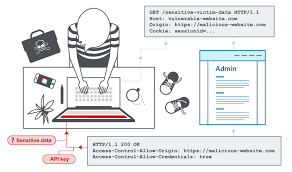 GET /sensitive-victim-data HTTP/1.1
Host: vulnerable-website.com
Origin: https://malicious-website.com
Cookie: sessionid=...
Admin
? Sensitive data
API key
HTTP/1.1 200 OK
Access-Control-Allow-Origin: https://malicious-website.com
Access-Control-Allow-Credentials: true